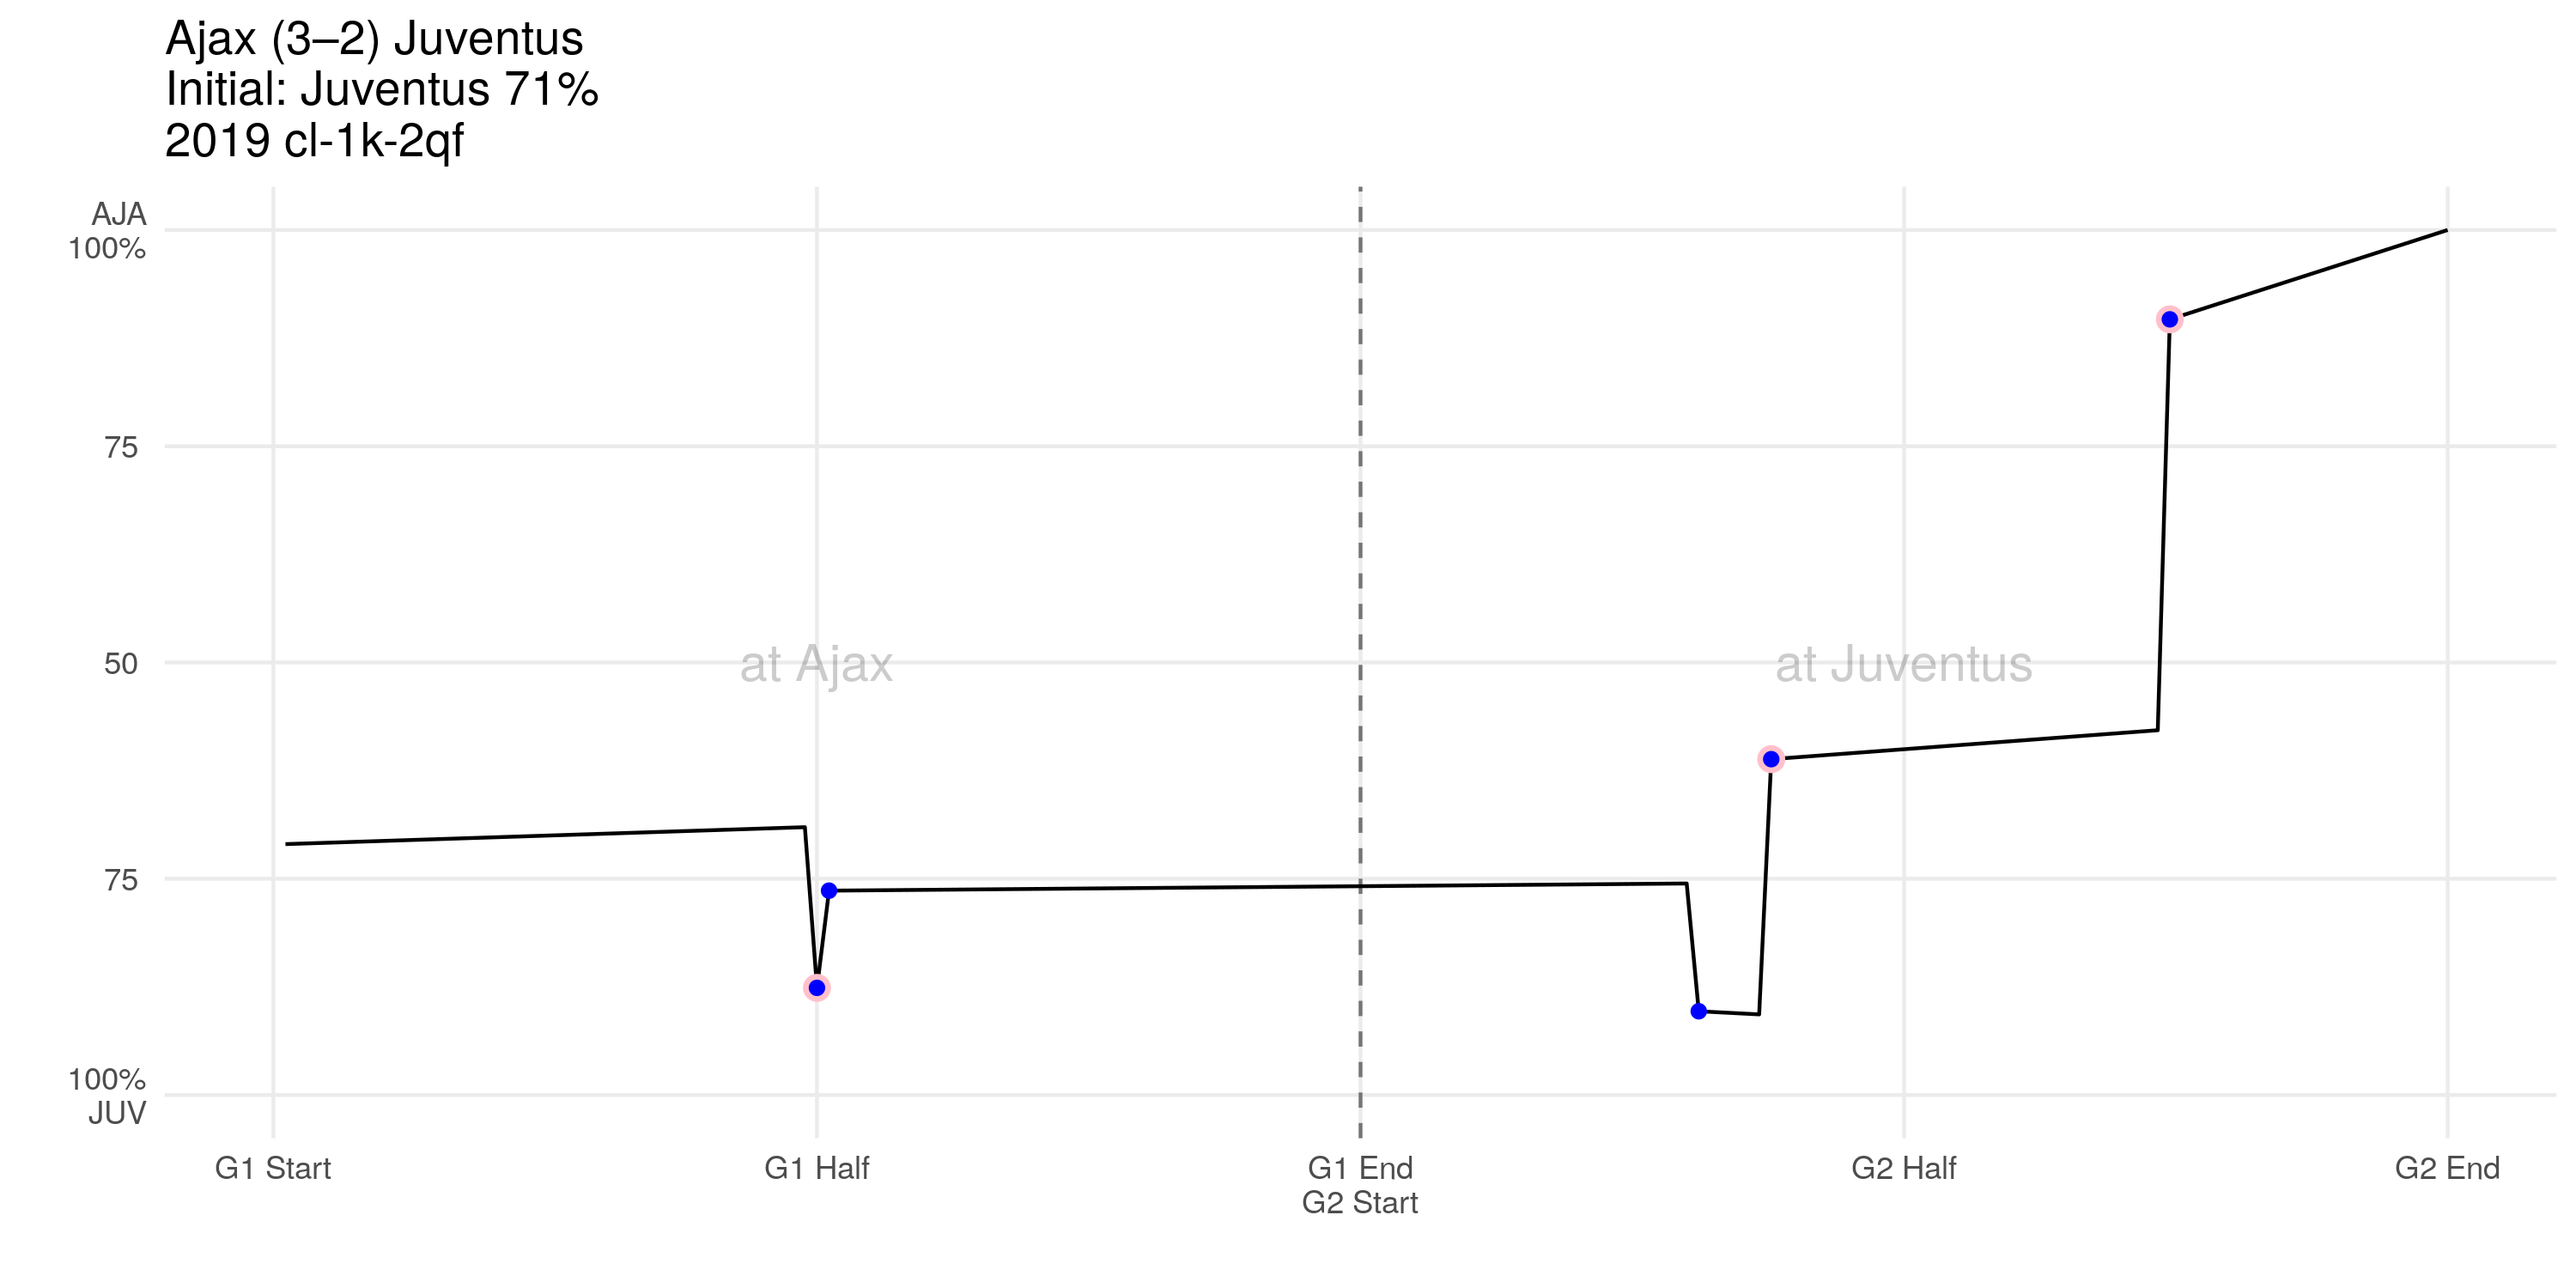 Ajax (3–2) Juventus
Initial: Juventus 71%
2019 cl-1k-2qf
AJA
100%
75
50
75
100%
JUV
at Ajax
at Juventus
G1 Start
G1 Half
G1 End
G2 Start
G2 Half
G2 End